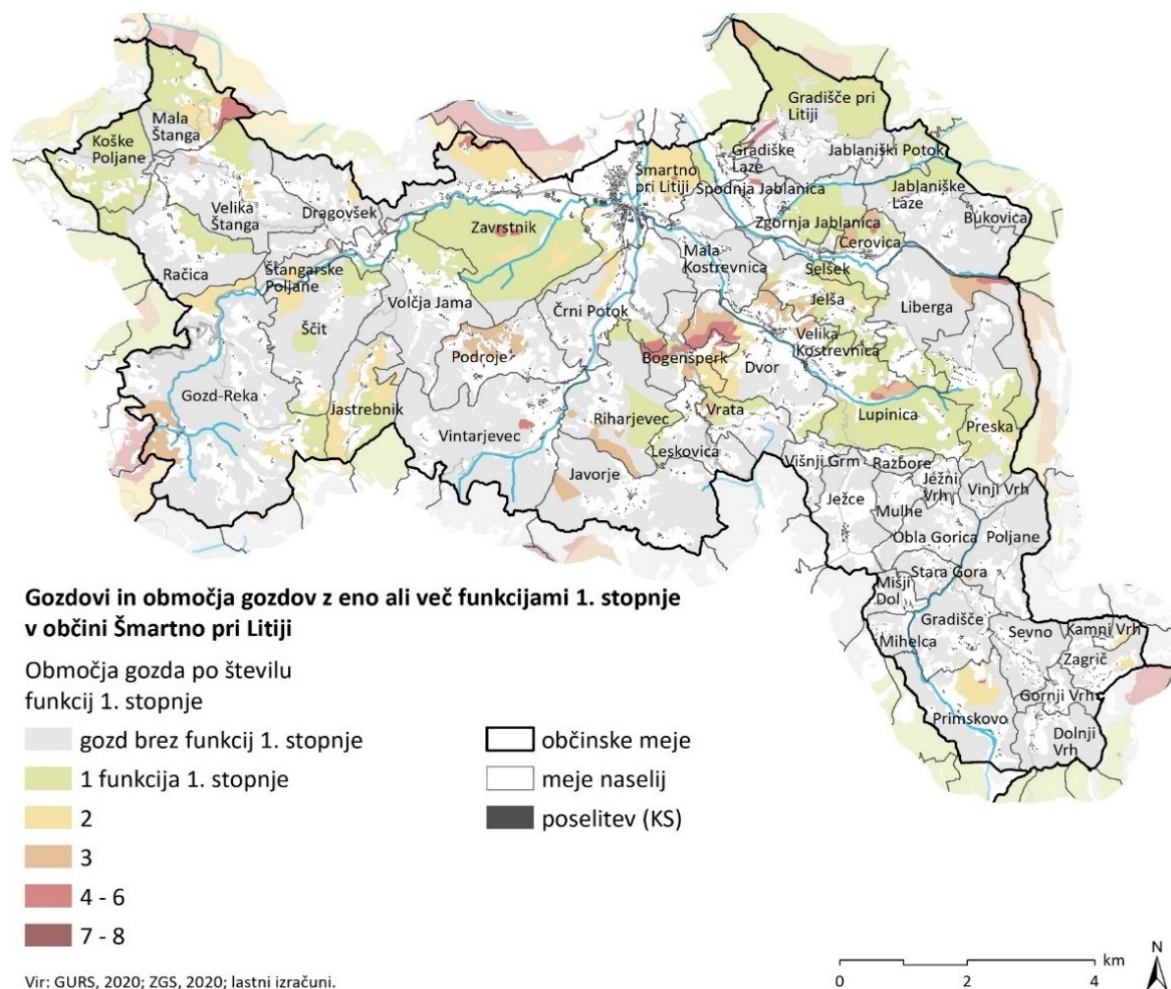 Gradišče pri
Litiji
Mala
Štanga
Koške
Poljane
Gradiške
Laze
Jablaniški Potok
Šmartno
pri Litiji
Spodnja Jablanica
Jablaniške
Laze
Velika
Štanga
Dragovšek
Zavrstnik
Zgornja Jablanica
Bukovica
Cerovica
Mala
Kostrevnica
Račica
Štangarske
Poljane
Selšek
Volčja Jama
Črni Potok
Jelša
Liberga
Ščit
Velika
Kostrevnica
Podroje
Bogenšperk
Dvor
Gozd-Reka
Jastrebnik
Riharjevec
Vrata
Lupinica
Preska
Vintarjevec
Leskovica
Javorje
Višnji Grm
Razbore
Ježni
Vrh
Vinji Vrh
Ježce
Mulhe
Obla Gorica
Poljane
Stara Gora
Mišji
Dol
Gradišče
Sevno
Kamni Vrh
Mihelca
Zagrič
Gornji Vrh
Primskovo
Dolnji
Vrh
Gozdovi in območja gozdov z eno ali več funkcijami 1. stopnje
v občini Šmartno pri Litiji
Območja gozda po številu
funkcij 1. stopnje
gozd brez funkcij 1. stopnje
1 funkcija 1. stopnje
2
3
4 - 6
7 - 8
občinske meje
meje naselij
poselitev (KS)
Vir: GURS, 2020; ZGS, 2020; lastni izračuni.
km
0 2 4
N